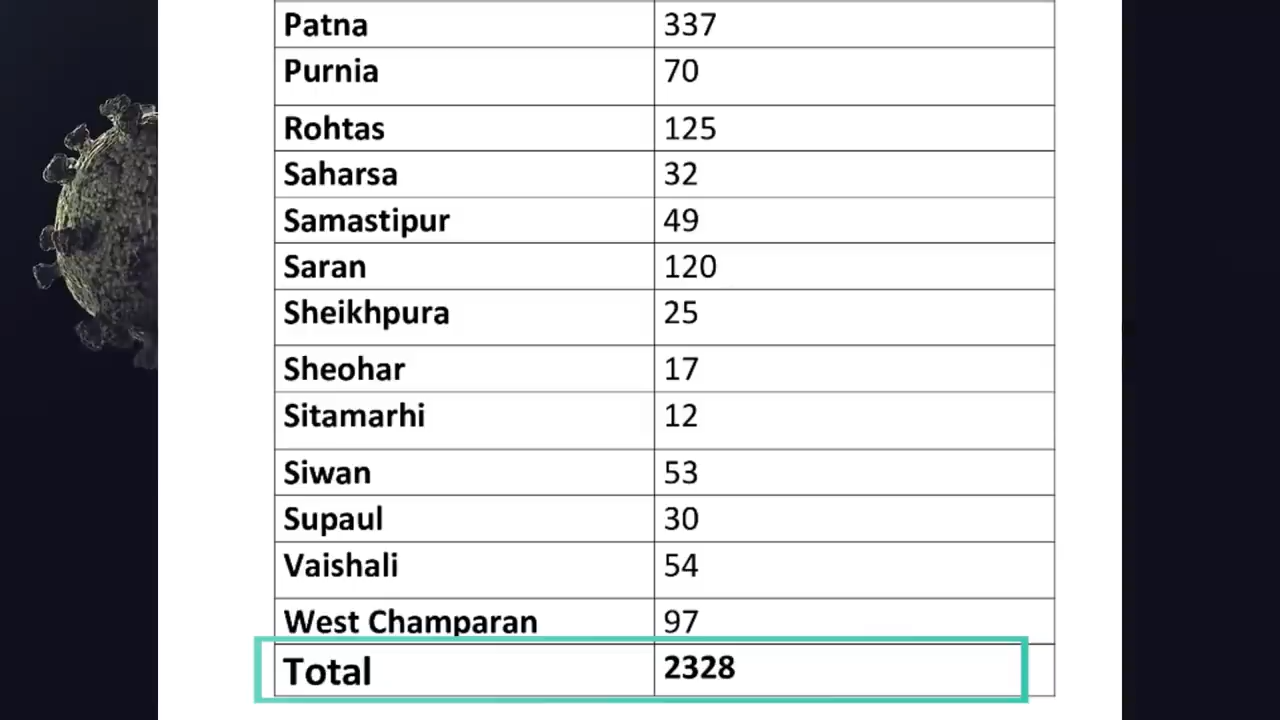 Patna 337
Purnia 70
Rohtas 125
Saharsa 32
Samastipur 49
Saran 120
Sheikhpura 25
Sheohar 17
Sitamarhi 12
Siwan 53
Supaul 30
Vaishali 54
West Champaran 97
Total 2328